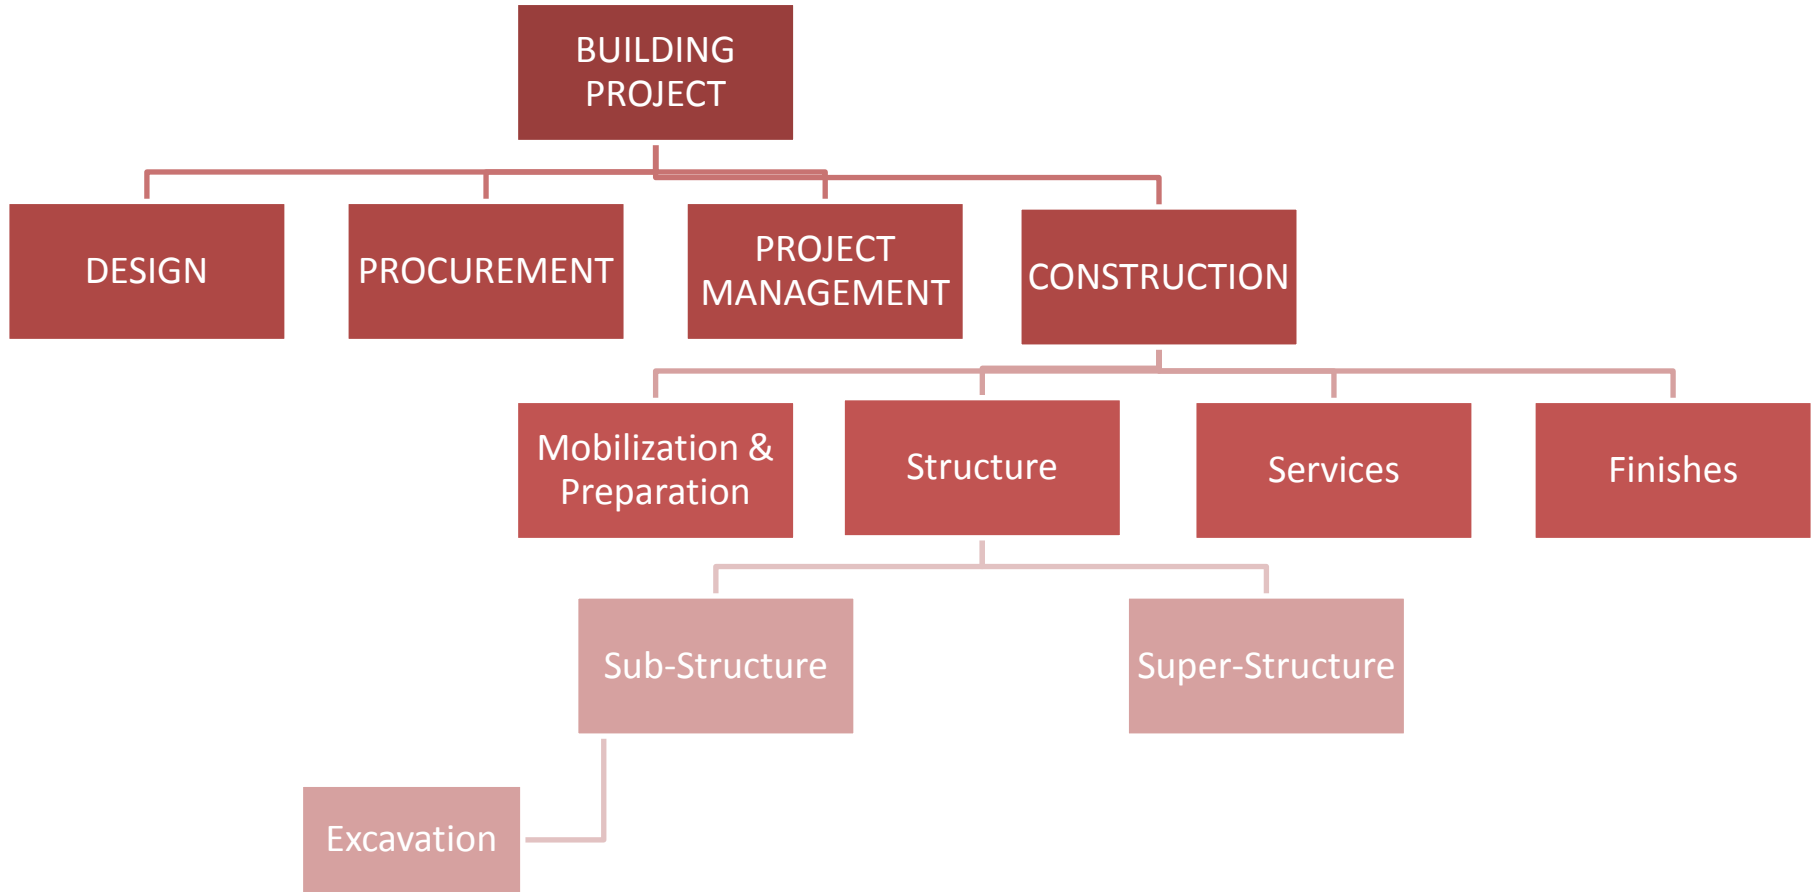 BUILDING
PROJECT
DESIGN
PROCUREMENT
PROJECT
MANAGEMENT
CONSTRUCTION
Mobilization &
Preparation
Structure
Services
Finishes
Sub-Structure
Super-Structure
Excavation